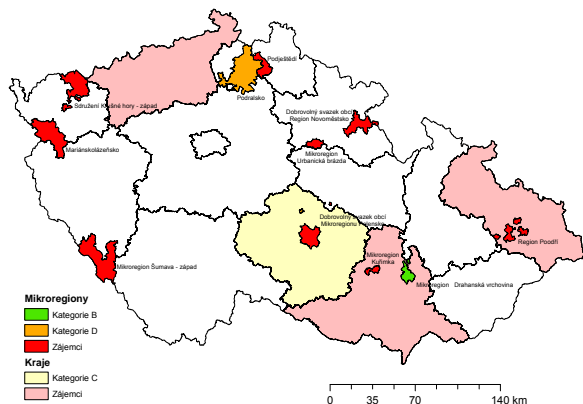 Podještědí
Sdružení Krušné hory - západ
Podralsko
Dobrovolný svazek obcí
Region Novoměstsko
Mariánskolázeňsko
Mikroregion
Urbanická brázda
Dobrovolný svazek obcí
Mikroregionu Polensko
Region Poodří
Mikroregion
Kuřimka
Mikroregion Šumava - západ
Mikroregion Drahanská vrchovina
Mikroregiony
Kategorie B
Kategorie D
Zájemci
Kraje
Kategorie C
Zájemci
0 35 70 140 km